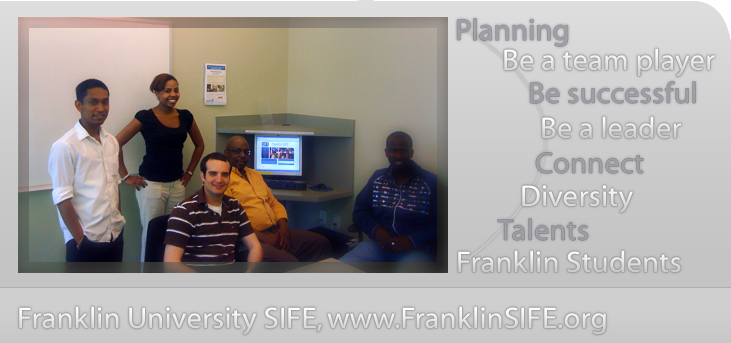 Planning
Be a team player
Be successful
Be a leader
Connect
Diversity
Talents
Franklin Students
Franklin University SIFE, www.FranklinSIFE.org